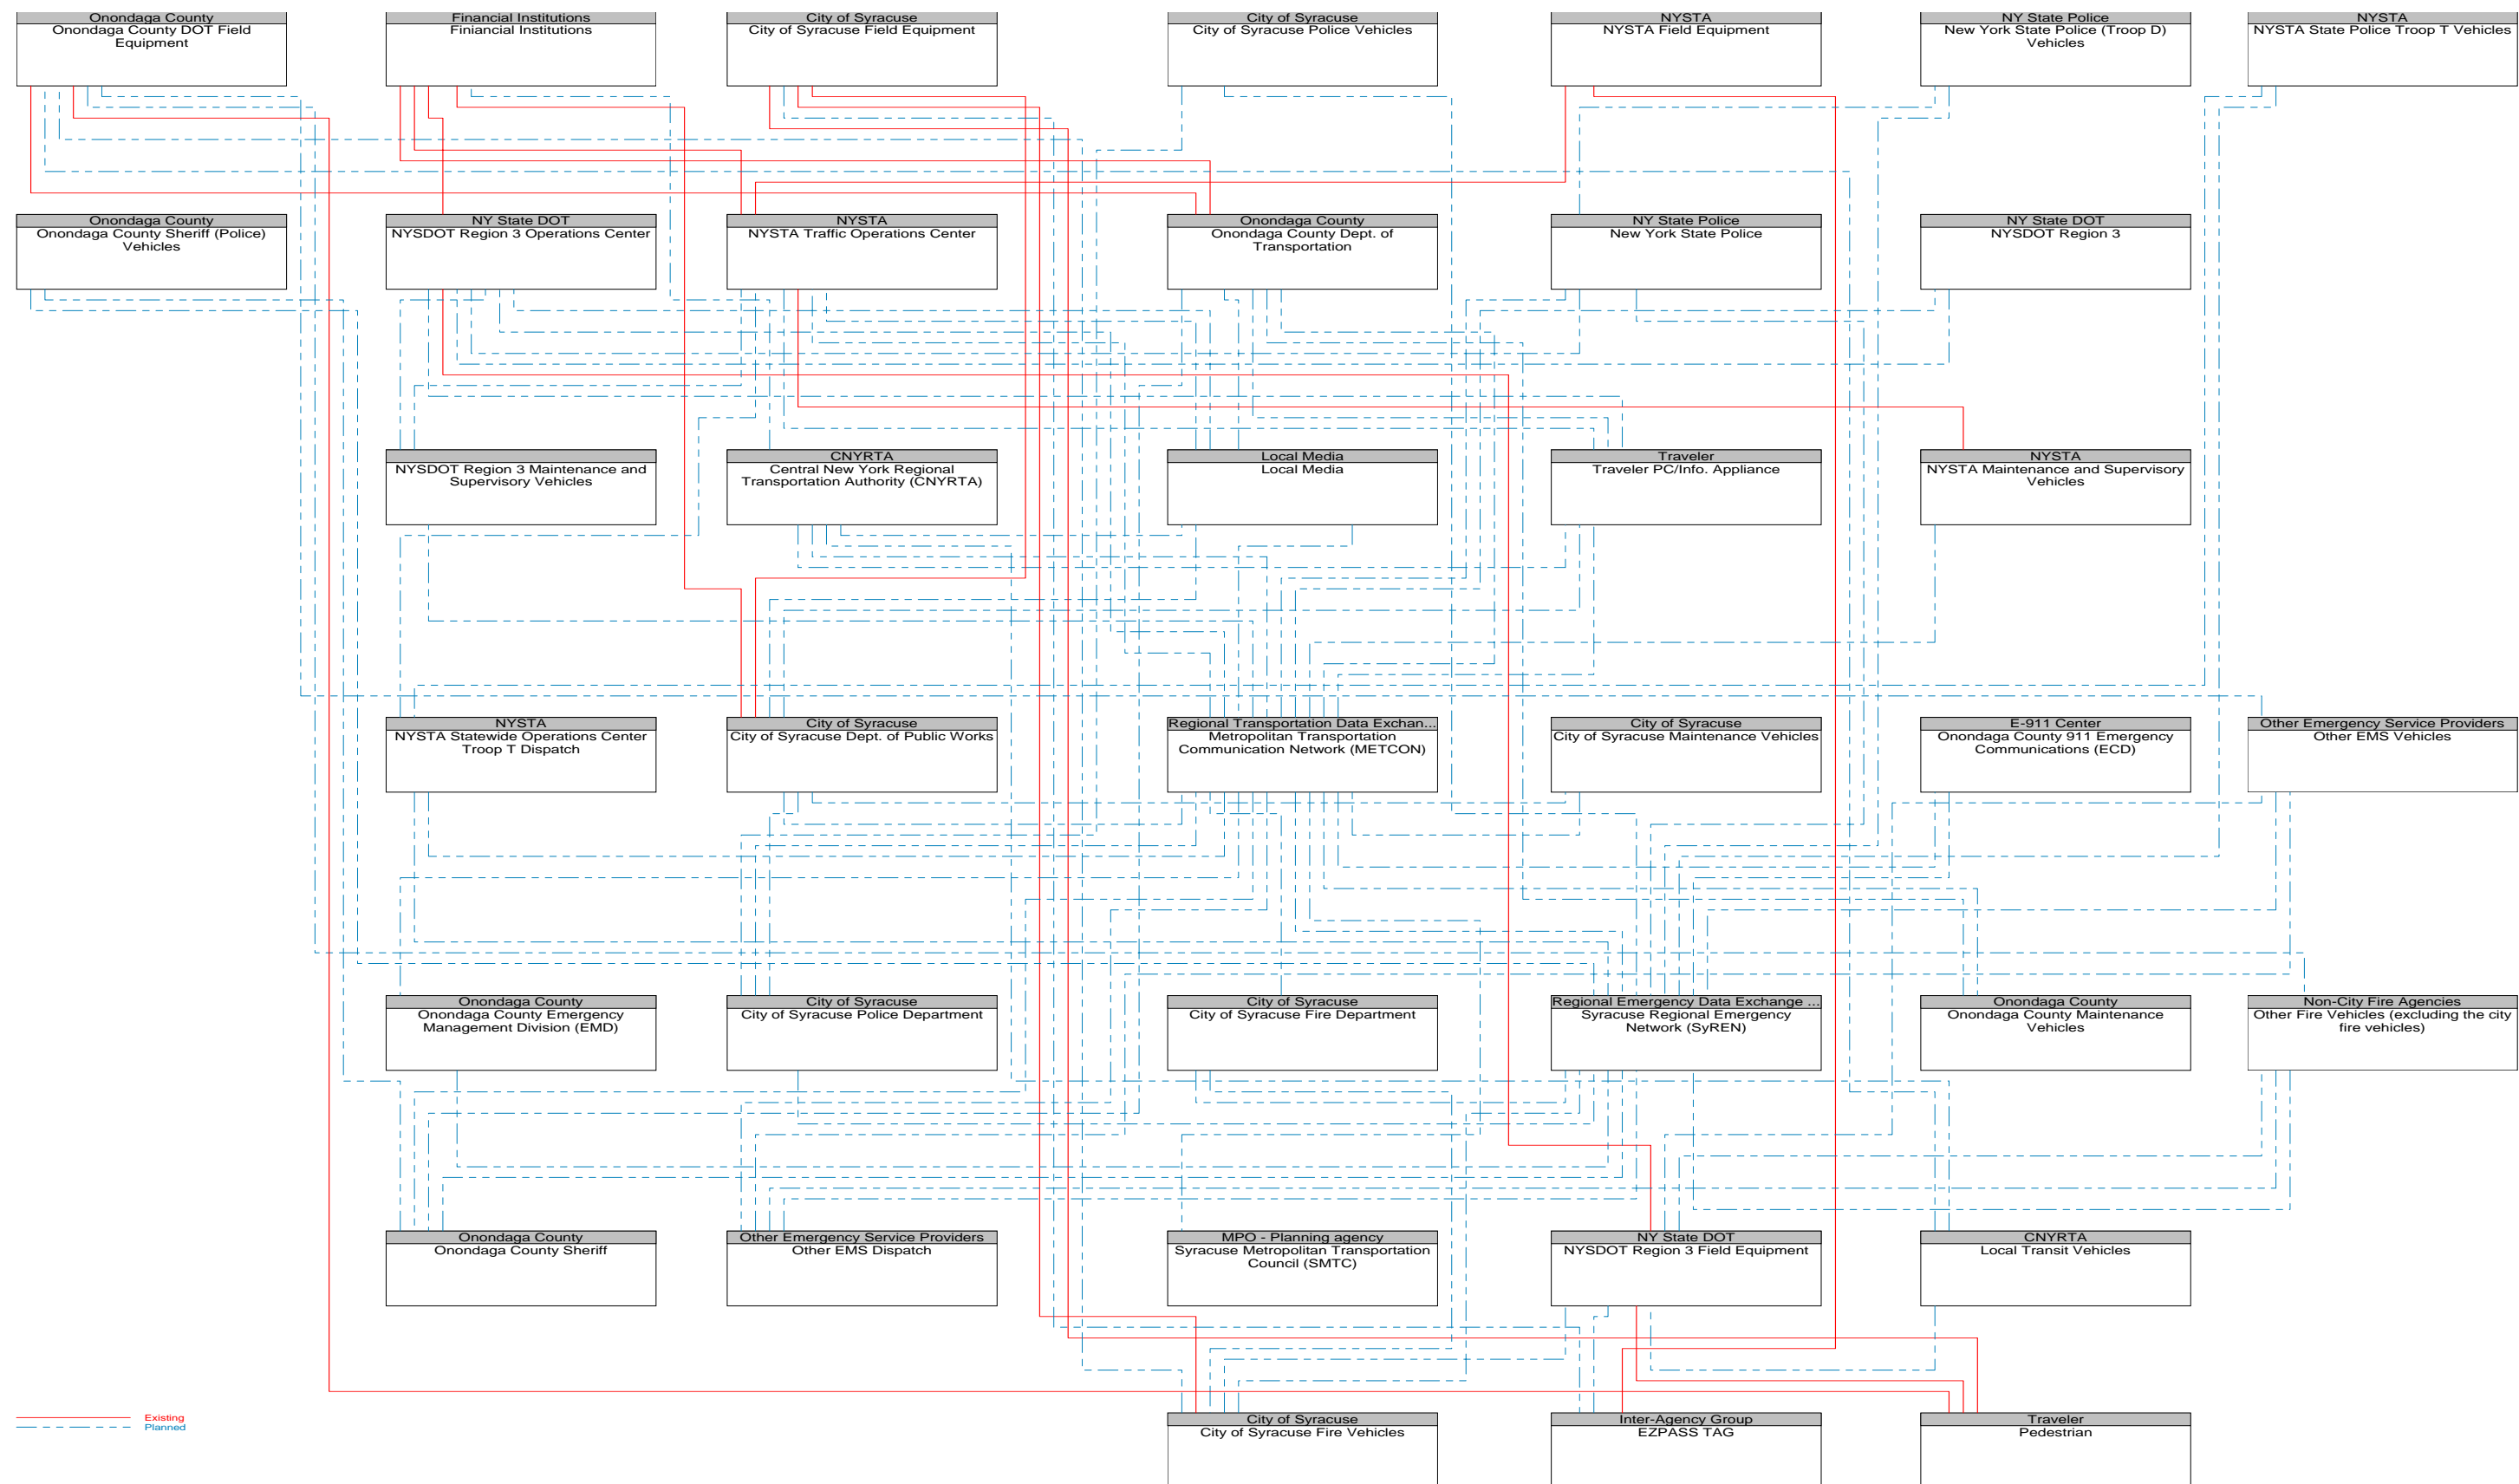 Onondaga County
Onondaga County DOT Field
Equipment
Financial Institutions
Finiancial Institutions
City of Syracuse
City of Syracuse Field Equipment
City of Syracuse
City of Syracuse Police Vehicles
NYSTA
NYSTA Field Equipment
NY State Police
New York State Police (Troop D)
Vehicles
NYSTA
NYSTA State Police Troop T Vehicles
Onondaga County
Onondaga County Sheriff (Police)
Vehicles
NY State DOT
NYSDOT Region 3 Operations Center
NYSTA
NYSTA Traffic Operations Center
Onondaga County
Onondaga County Dept. of
Transportation
NY State Police
New York State Police
NY State DOT
NYSDOT Region 3
NYSDOT Region 3 Maintenance and
Supervisory Vehicles
CNYRTA
Central New York Regional
Transportation Authority (CNYRTA)
Local Media
Local Media
Traveler
Traveler PC/Info. Appliance
NYSTA
NYSTA Maintenance and Supervisory
Vehicles
NYSTA
NYSTA Statewide Operations Center
Troop T Dispatch
City of Syracuse
City of Syracuse Dept. of Public Works
Regional Transportation Data Exchan...
Metropolitan Transportation
Communication Network (METCON)
City of Syracuse
City of Syracuse Maintenance Vehicles
E-911 Center
Onondaga County 911 Emergency
Communications (ECD)
Other Emergency Service Providers
Other EMS Vehicles
Onondaga County
Onondaga County Emergency
Management Division (EMD)
City of Syracuse
City of Syracuse Police Department
City of Syracuse
City of Syracuse Fire Department
Regional Emergency Data Exchange ...
Syracuse Regional Emergency
Network (SyREN)
Onondaga County
Onondaga County Maintenance
Vehicles
Non-City Fire Agencies
Other Fire Vehicles (excluding the city
fire vehicles)
Onondaga County
Onondaga County Sheriff
Other Emergency Service Providers
Other EMS Dispatch
MPO - Planning agency
Syracuse Metropolitan Transportation
Council (SMTC)
NY State DOT
NYSDOT Region 3 Field Equipment
CNYRTA
Local Transit Vehicles
Existing
Planned
City of Syracuse
City of Syracuse Fire Vehicles
Inter-Agency Group
EZPASS TAG
Traveler
Pedestrian